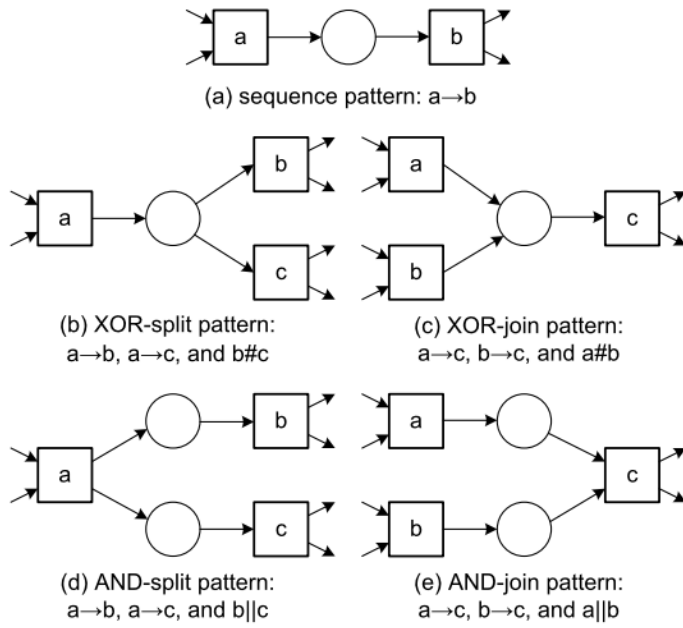 a b
(a) sequence pattern: a→b
b
a
c
(b) XOR-split pattern:
a→b, a→c, and b#c
a
c
b
(c) XOR-join pattern:
a→c, b→c, and a#b
b
a
c
(d) AND-split pattern:
a→b, a→c, and b||c
a
c
b
(e) AND-join pattern:
a→c, b→c, and a||b